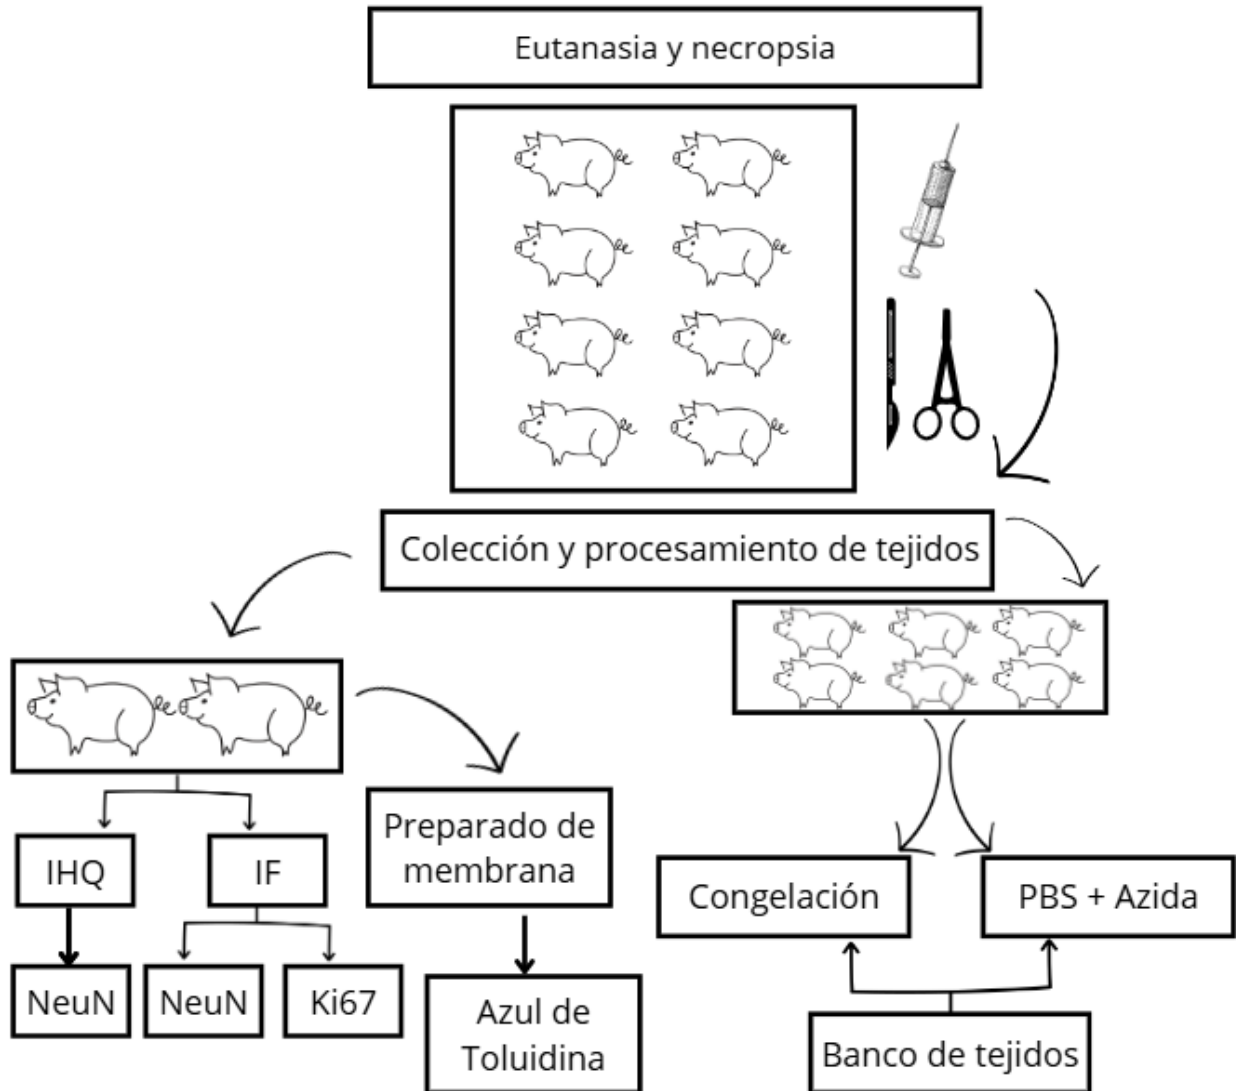 Eutanasia y necropsia
Colección y procesamiento de tejidos
Preparado de
membrana
IHQ
IF
Congelación
PBS + Azida
NeuN
NeuN
Ki67
Azul de
Toluidina
Banco de tejidos